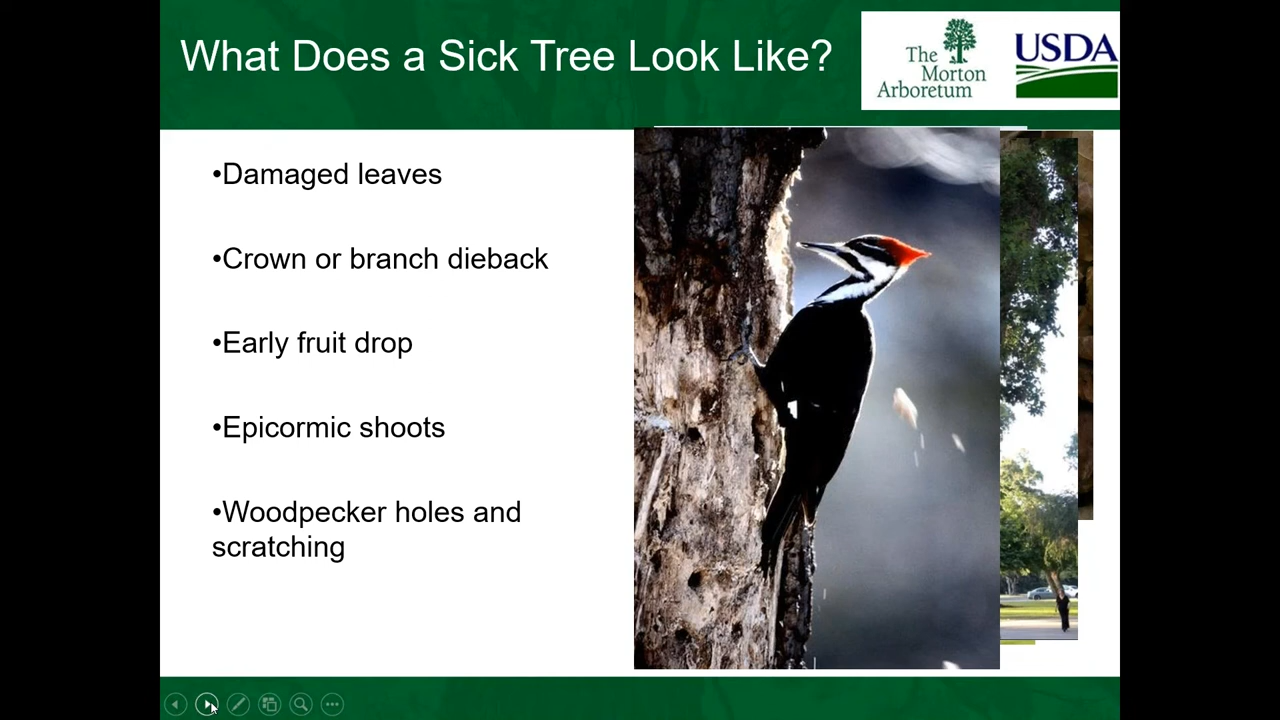 What Does a Sick Tree Look Like?
The
Morton
Arboretum
USDA
•Damaged leaves
•Crown or branch dieback
•Early fruit drop
•Epicormic shoots
•Woodpecker holes and
scratching